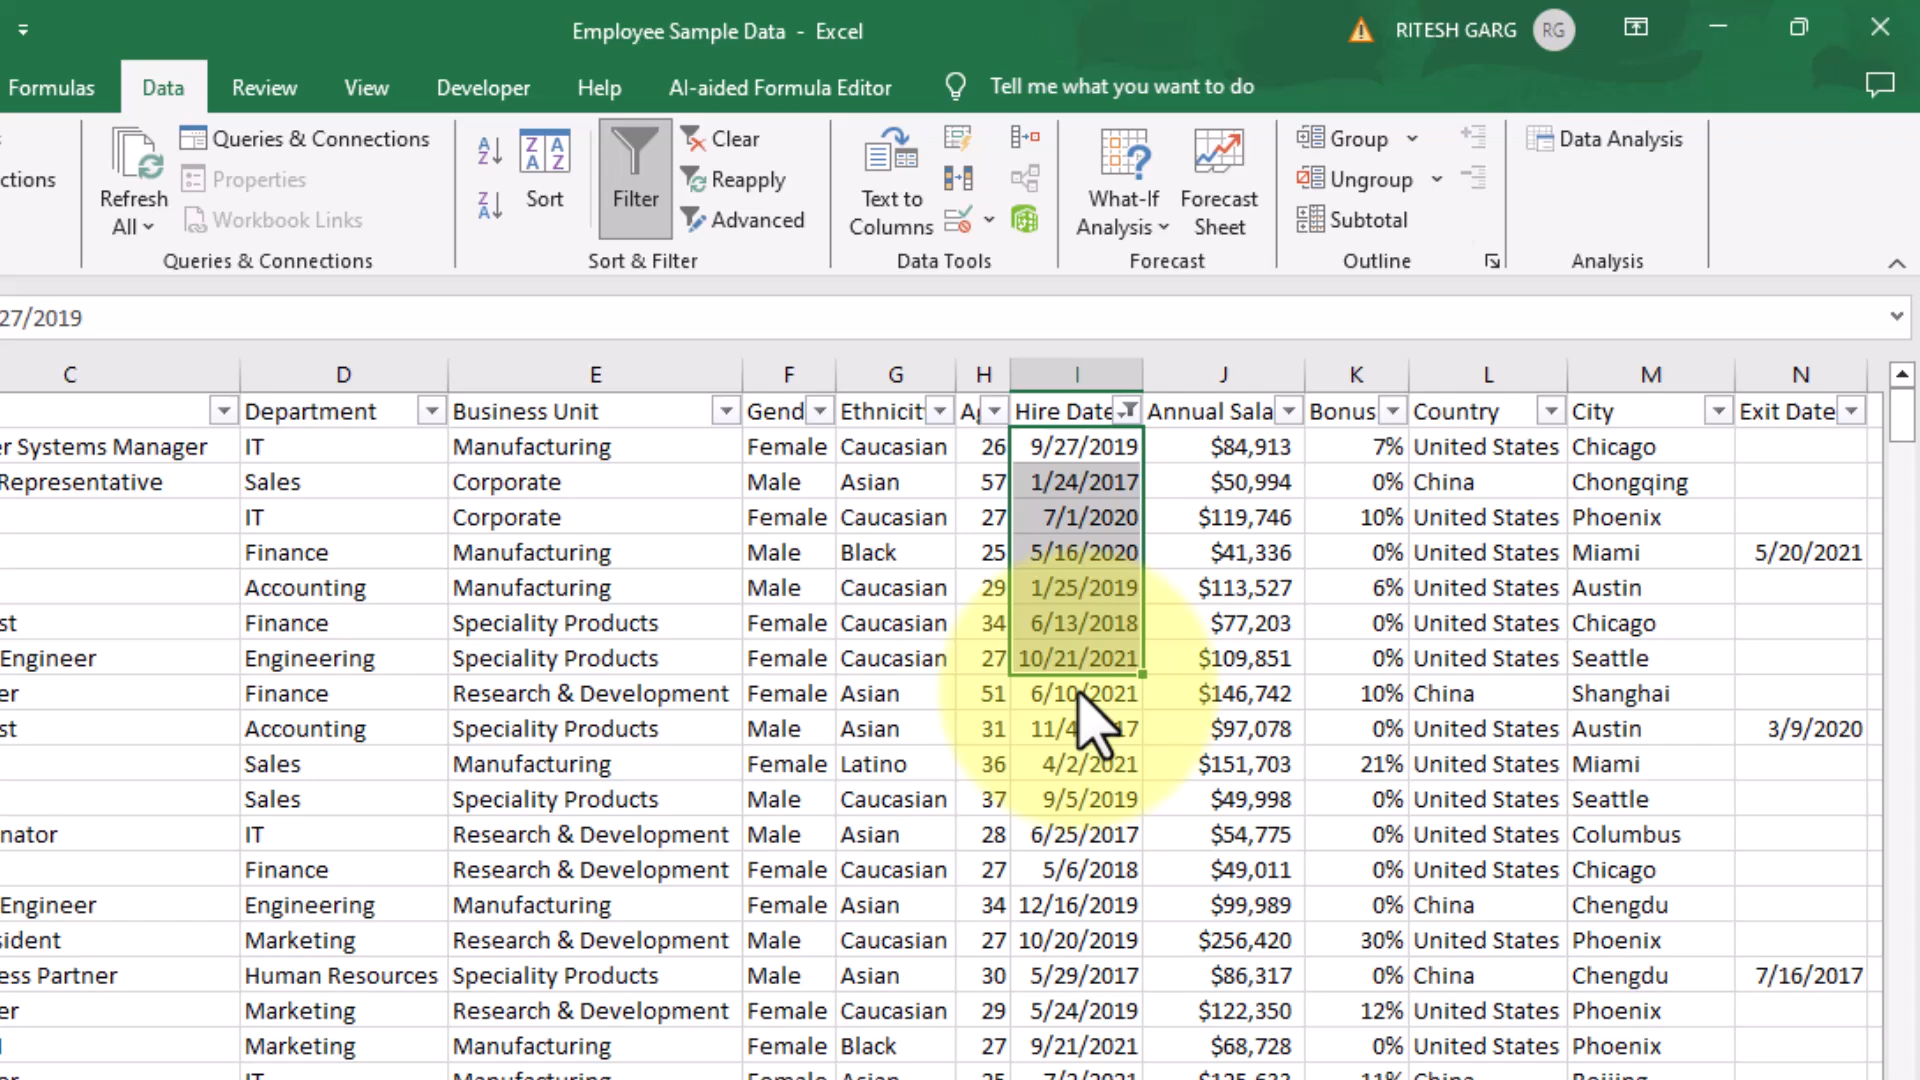 Employee Sample Data - Excel
RITESH GARG RG
Formulas Data Review View Developer Help AI-aided Formula Editor Tell me what you want to do
ctions
Refresh All
Queries & Connections
Properties
Workbook Links
Queries & Connections
Sort
Filter
Clear
Reapply
Advanced
Sort & Filter
Text to Columns
Data Tools
What-If Analysis
Forecast Sheet
Forecast
Group
Ungroup
Subtotal
Outline
Data Analysis
Analysis
27/2019
C D E F G H I J K L M N
Department Business Unit Gend Ethnicit Hire Date Annual Sala Bonus Country City Exit Date
er Systems Manager IT Manufacturing Female Caucasian 26 9/27/2019 $84,913 7% United States Chicago
Representative Sales Corporate Male Asian 57 1/24/2017 $50,994 0% China Chongqing
IT Corporate Female Caucasian 27 7/1/2020 $119,746 10% United States Phoenix
Finance Manufacturing Male Black 25 5/16/2020 $41,336 0% United States Miami 5/20/2021
Accounting Manufacturing Male Caucasian 29 1/25/2019 $113,527 6% United States Austin
st Finance Speciality Products Female Caucasian 34 6/13/2018 $77,203 0% United States Chicago
Engineer Engineering Speciality Products Female Caucasian 27 10/21/2021 $109,851 0% United States Seattle
er Finance Research & Development Female Asian 51 6/10/2021 $146,742 10% China Shanghai
st Accounting Speciality Products Male Asian 31 $97,078 0% United States Austin 3/9/2020
Sales Manufacturing Female Latino 36 4/2/2021 $151,703 21% United States Miami
Sales Speciality Products Male Caucasian 37 9/5/2019 $49,998 0% United States Seattle
nator IT Research & Development Male Asian 28 6/25/2017 $54,775 0% United States Columbus
Finance Research & Development Female Caucasian 27 5/6/2018 $49,011 0% United States Chicago
Engineer Engineering Manufacturing Female Asian 34 12/16/2019 $99,989 0% China Chengdu
sident Marketing Research & Development Male Caucasian 27 10/20/2019 $256,420 30% United States Phoenix
ess Partner Human Resources Speciality Products Male Asian 30 5/29/2017 $86,317 0% China Chengdu 7/16/2017
er Marketing Research & Development Female Caucasian 29 5/24/2019 $122,350 12% United States Phoenix
Marketing Manufacturing Female Black 27 9/21/2021 $68,728 0% United States Phoenix